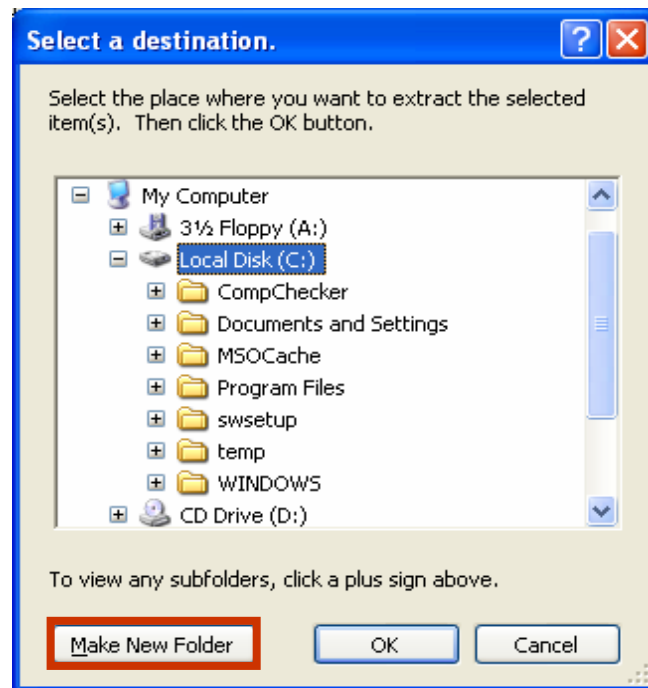 Select a destination.
Select the place where you want to extract the selected
item(s). Then click the OK button.
My Computer
3½ Floppy (A:)
Local Disk (C:)
CompChecker
Documents and Settings
MSOCache
Program Files
swsetup
temp
WINDOWS
CD Drive (D:)
To view any subfolders, click a plus sign above.
Make New Folder OK Cancel